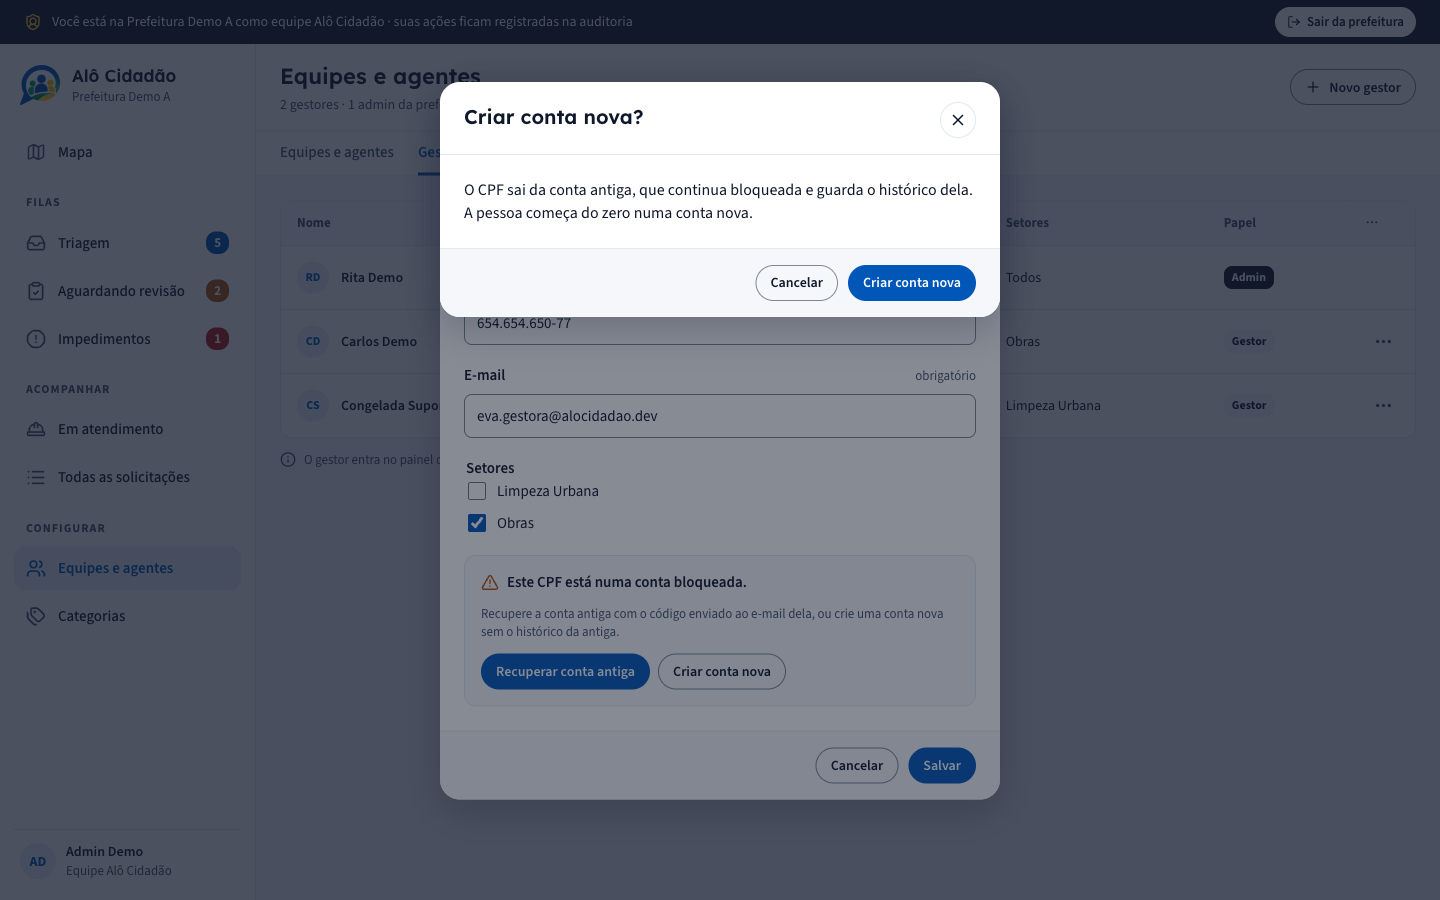 Você está na Prefeitura Demo A como equipe Alô Cidadão · suas ações ficam registradas na auditoria
Sair da prefeitura
Alô Cidadão
Prefeitura Demo A
Mapa
FILAS
Triagem
5
Aguardando revisão
2
Impedimentos
1
ACOMPANHAR
Em atendimento
Todas as solicitações
CONFIGURAR
Equipes e agentes
Categorias
AD
Admin Demo
Equipe Alô Cidadão
Equipes e agentes
2 gestores · 1 admin da
Novo gestor
Equipes e agentes
Nome
Setores
Papel
RD
Rita Demo
Todos
Admin
CD
Carlos Demo
Obras
Gestor
CS
Congelada
Limpeza Urbana
Gestor
O gestor entra no painel
Criar conta nova?
O CPF sai da conta antiga, que continua bloqueada e guarda o histórico dela.
A pessoa começa do zero numa conta nova.
Cancelar
Criar conta nova
654.654.650-77
E-mail
obrigatório
eva.gestora@alocidadao.dev
Setores
Limpeza Urbana
Obras
Este CPF está numa conta bloqueada.
Recupere a conta antiga com o código enviado ao e-mail dela, ou crie uma conta nova
sem o histórico da antiga.
Recuperar conta antiga
Criar conta nova
Cancelar
Salvar